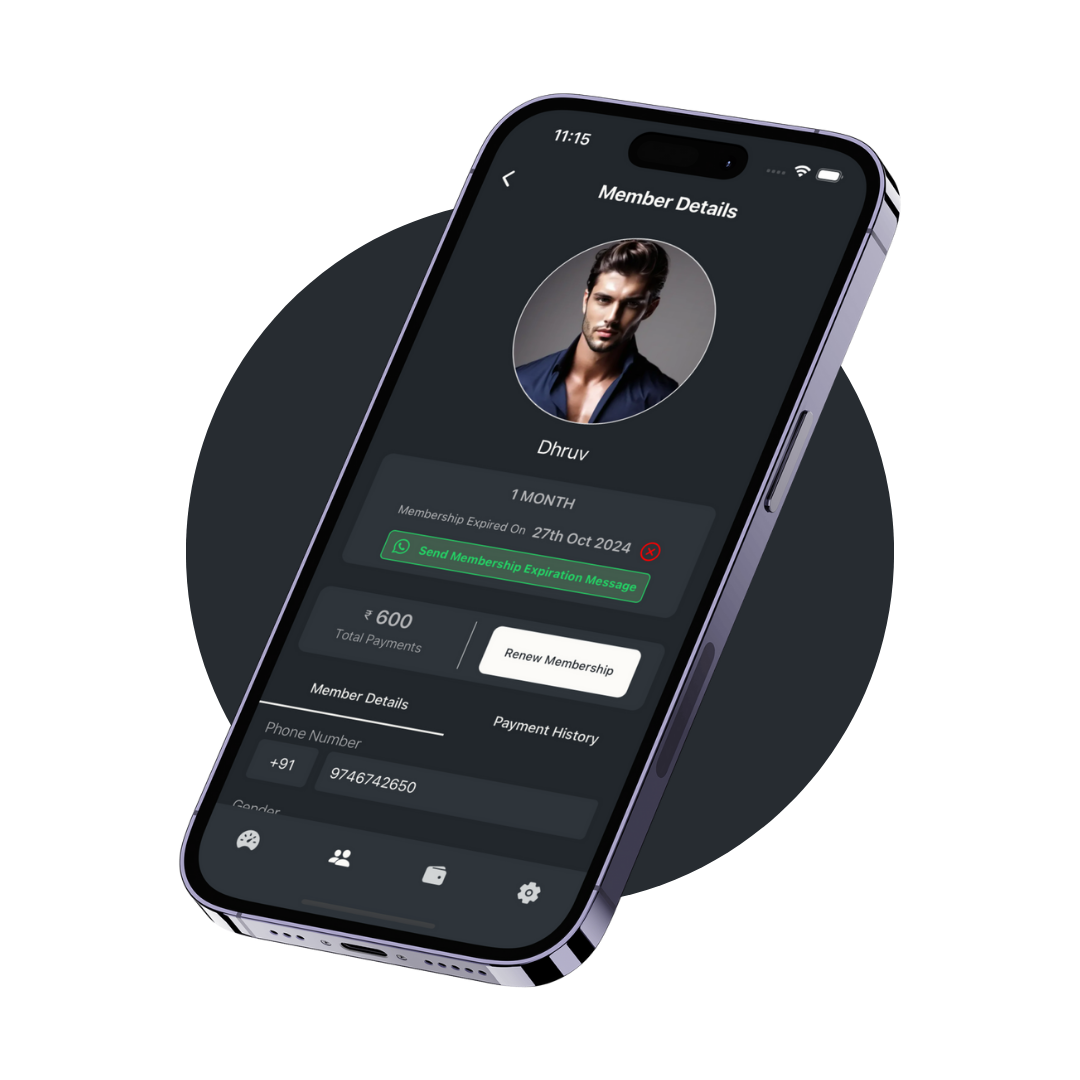 11:15
Member Details
Dhruv
1 MONTH
Membership Expired On 27th Oct 2024
Send Membership Expiration Message
₹ 600
Total Payments
Renew Membership
Member Details
Payment History
Phone Number
+91
9746742650
Gender